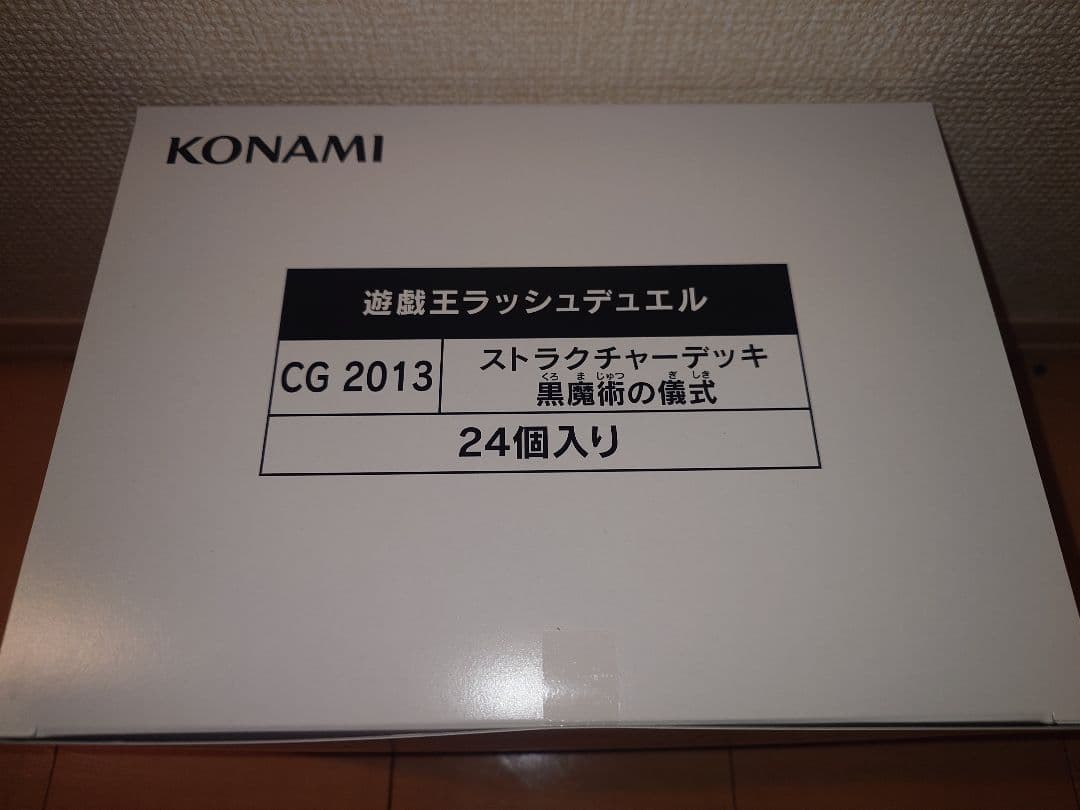 KONAMI
遊戯王ラッシュデュエル
CG 2013
ストラクチャーデッキ
くろ ま じゅつ ぎ しき
黒魔術の儀式
24個入り